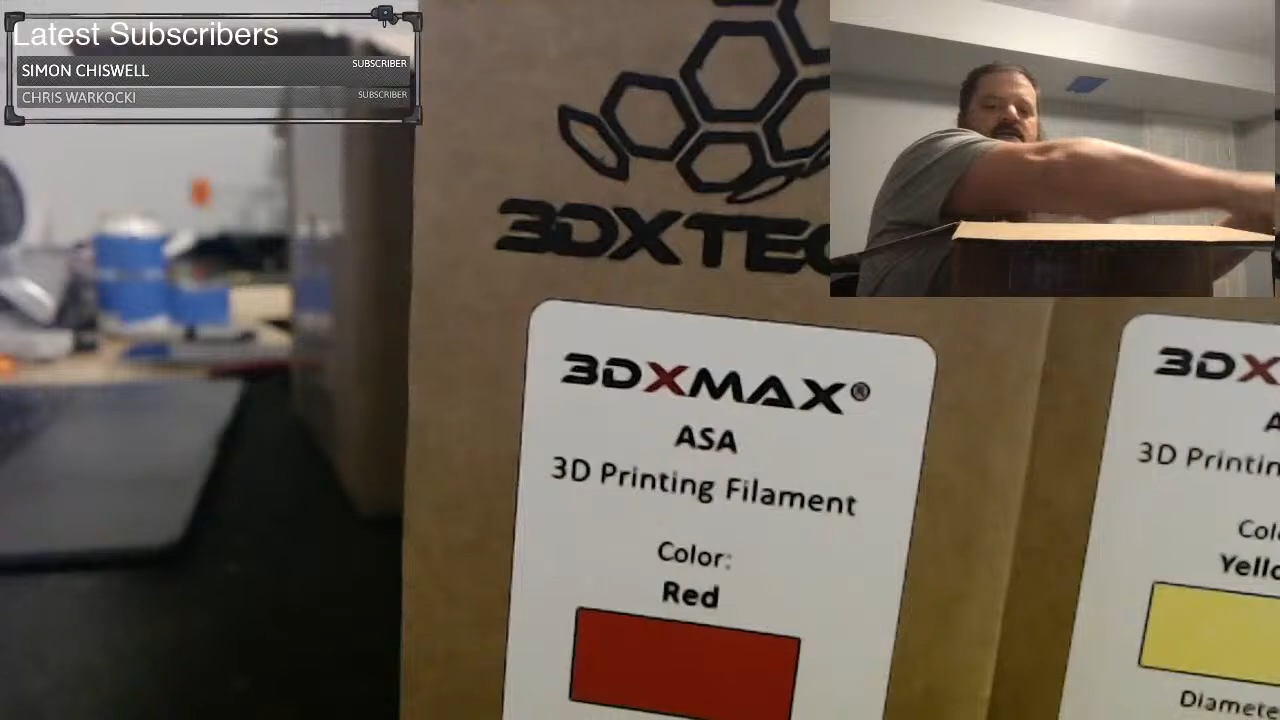 Latest Subscribers
SIMON CHISWELL SUBSCRIBER
CHRIS WARKOCKI SUBSCRIBER
3DXTEC
3DXMAX®
ASA
3D Printing Filament
Color:
Red
3DX
A
3D Printin
Col
Yello
Diamete